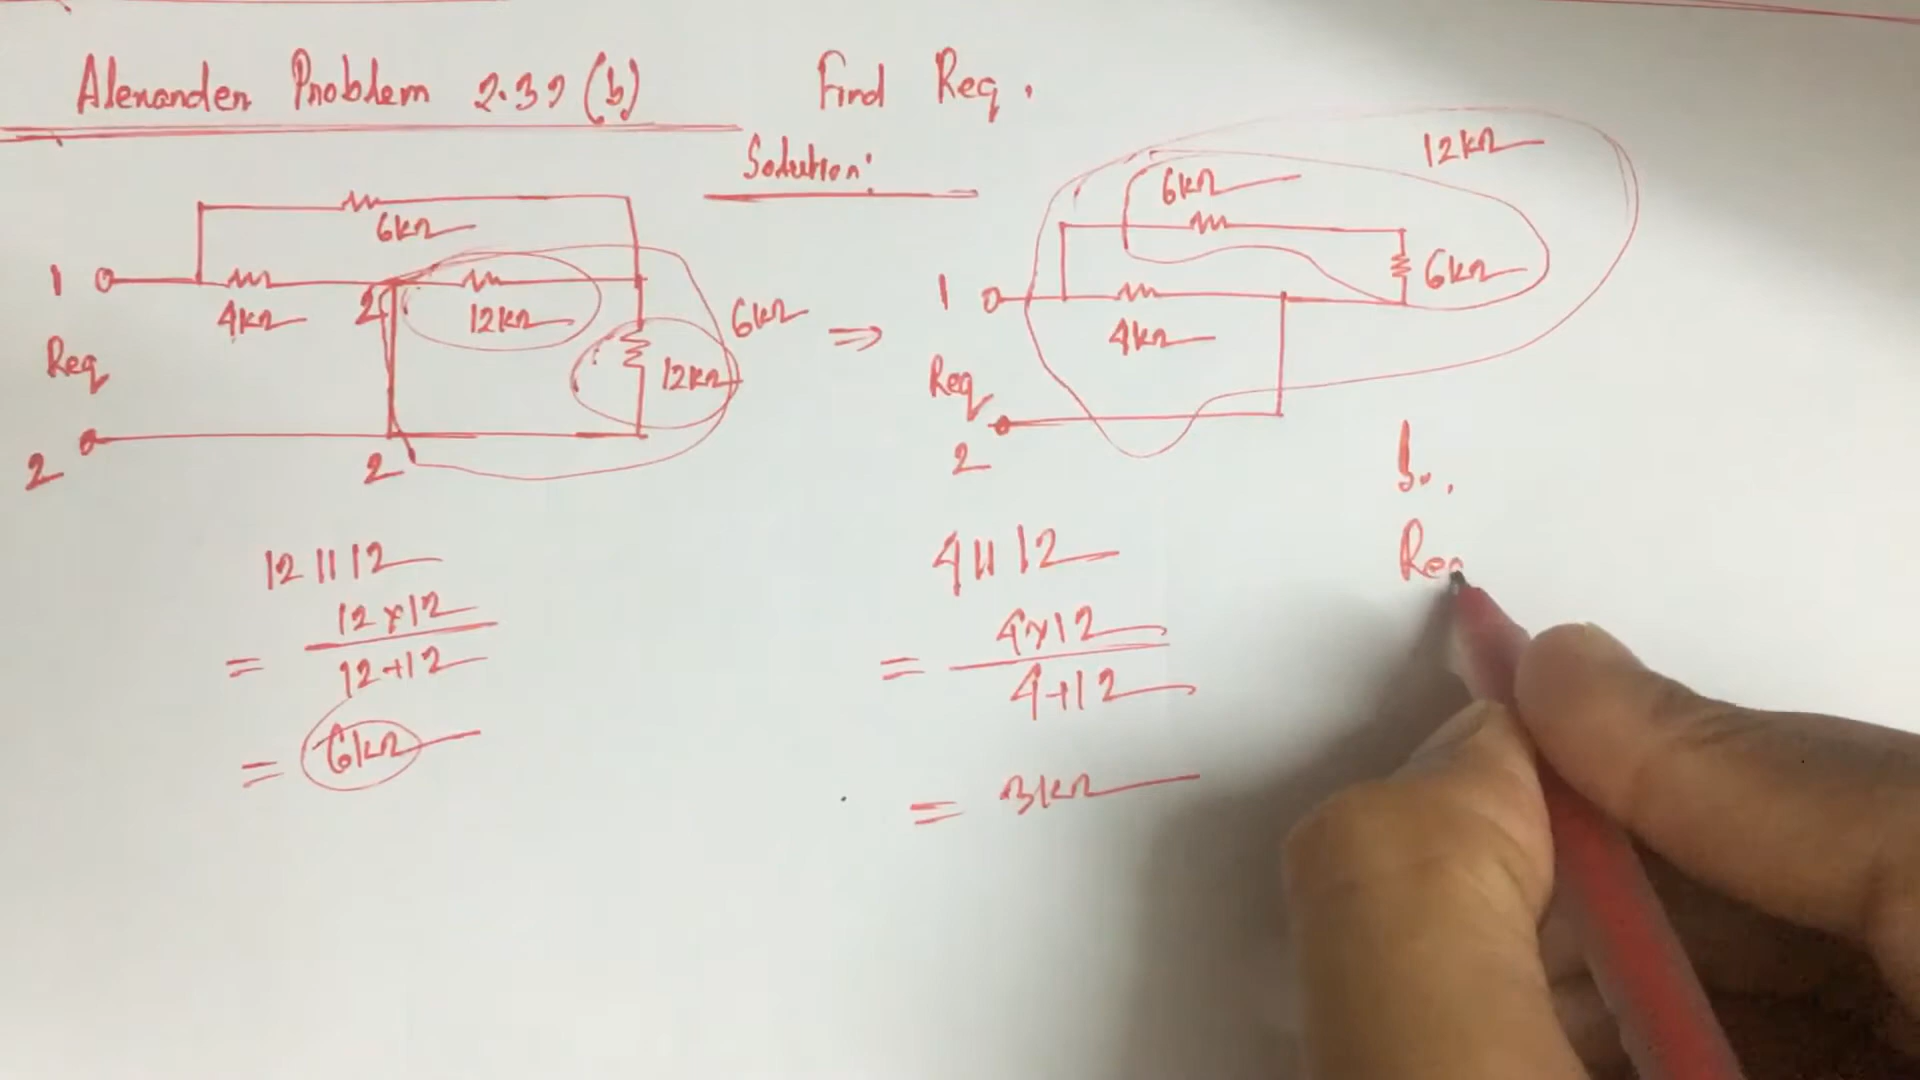 Alexander Problem 2.39 (b)
Find Req.
Solution:
6kΩ
1
4kΩ
2
12kΩ
12kΩ
6kΩ
Req
2
2
⇒
12kΩ
6kΩ
6kΩ
1
4kΩ
Req
2
12 || 12
= 12×12
12+12
= 6kΩ
4 || 12
= 4×12
4+12
= 3kΩ
So,
Req